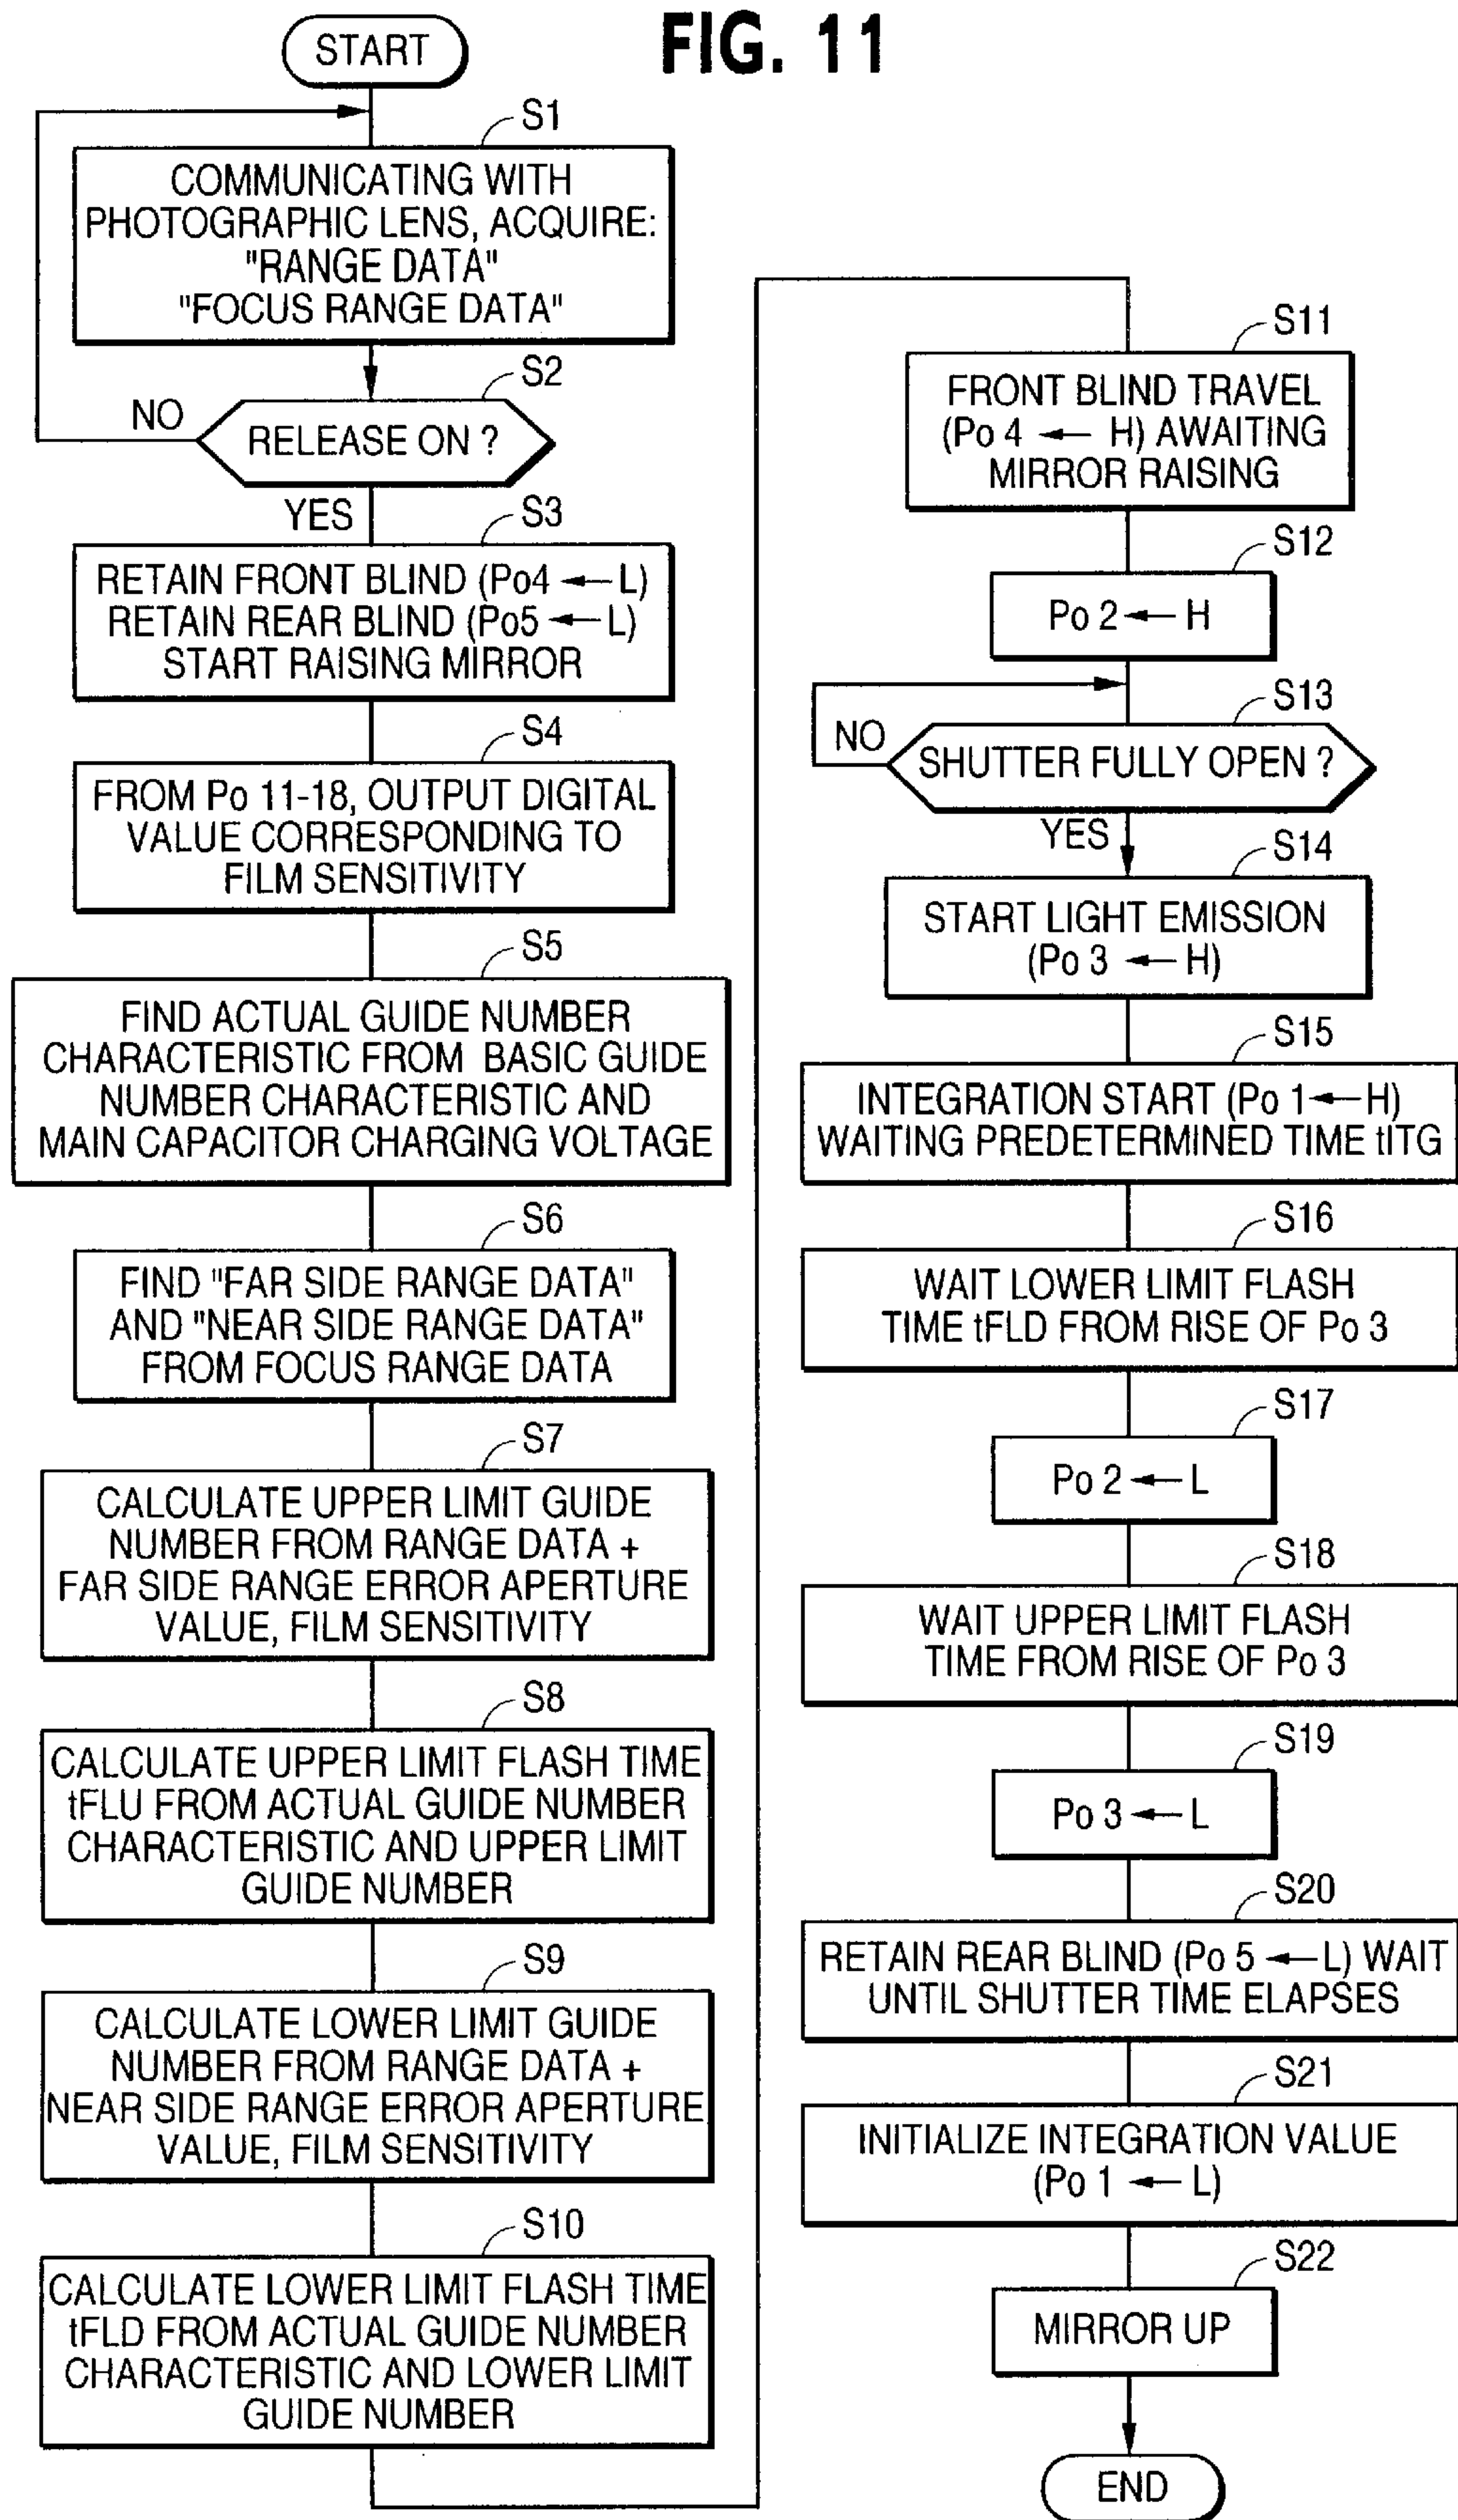 FIG. 11
START
S1
COMMUNICATING WITH
PHOTOGRAPHIC LENS, ACQUIRE:
"RANGE DATA"
"FOCUS RANGE DATA"
S2
NO
RELEASE ON ?
YES
S3
RETAIN FRONT BLIND (Po4 ← L)
RETAIN REAR BLIND (Po5 ← L)
START RAISING MIRROR
S4
FROM Po 11-18, OUTPUT DIGITAL
VALUE CORRESPONDING TO
FILM SENSITIVITY
S5
FIND ACTUAL GUIDE NUMBER
CHARACTERISTIC FROM BASIC GUIDE
NUMBER CHARACTERISTIC AND
MAIN CAPACITOR CHARGING VOLTAGE
S6
FIND "FAR SIDE RANGE DATA"
AND "NEAR SIDE RANGE DATA"
FROM FOCUS RANGE DATA
S7
CALCULATE UPPER LIMIT GUIDE
NUMBER FROM RANGE DATA +
FAR SIDE RANGE ERROR APERTURE
VALUE, FILM SENSITIVITY
S8
CALCULATE UPPER LIMIT FLASH TIME
tFLU FROM ACTUAL GUIDE NUMBER
CHARACTERISTIC AND UPPER LIMIT
GUIDE NUMBER
S9
CALCULATE LOWER LIMIT GUIDE
NUMBER FROM RANGE DATA +
NEAR SIDE RANGE ERROR APERTURE
VALUE, FILM SENSITIVITY
S10
CALCULATE LOWER LIMIT FLASH TIME
tFLD FROM ACTUAL GUIDE NUMBER
CHARACTERISTIC AND LOWER LIMIT
GUIDE NUMBER
S11
FRONT BLIND TRAVEL
(Po 4 ← H) AWAITING
MIRROR RAISING
S12
Po 2 ← H
S13
NO
SHUTTER FULLY OPEN ?
YES
S14
START LIGHT EMISSION
(Po 3 ← H)
S15
INTEGRATION START (Po 1 ← H)
WAITING PREDETERMINED TIME tITG
S16
WAIT LOWER LIMIT FLASH
TIME tFLD FROM RISE OF Po 3
S17
Po 2 ← L
S18
WAIT UPPER LIMIT FLASH
TIME FROM RISE OF Po 3
S19
Po 3 ← L
S20
RETAIN REAR BLIND (Po 5 ← L) WAIT
UNTIL SHUTTER TIME ELAPSES
S21
INITIALIZE INTEGRATION VALUE
(Po 1 ← L)
S22
MIRROR UP
END